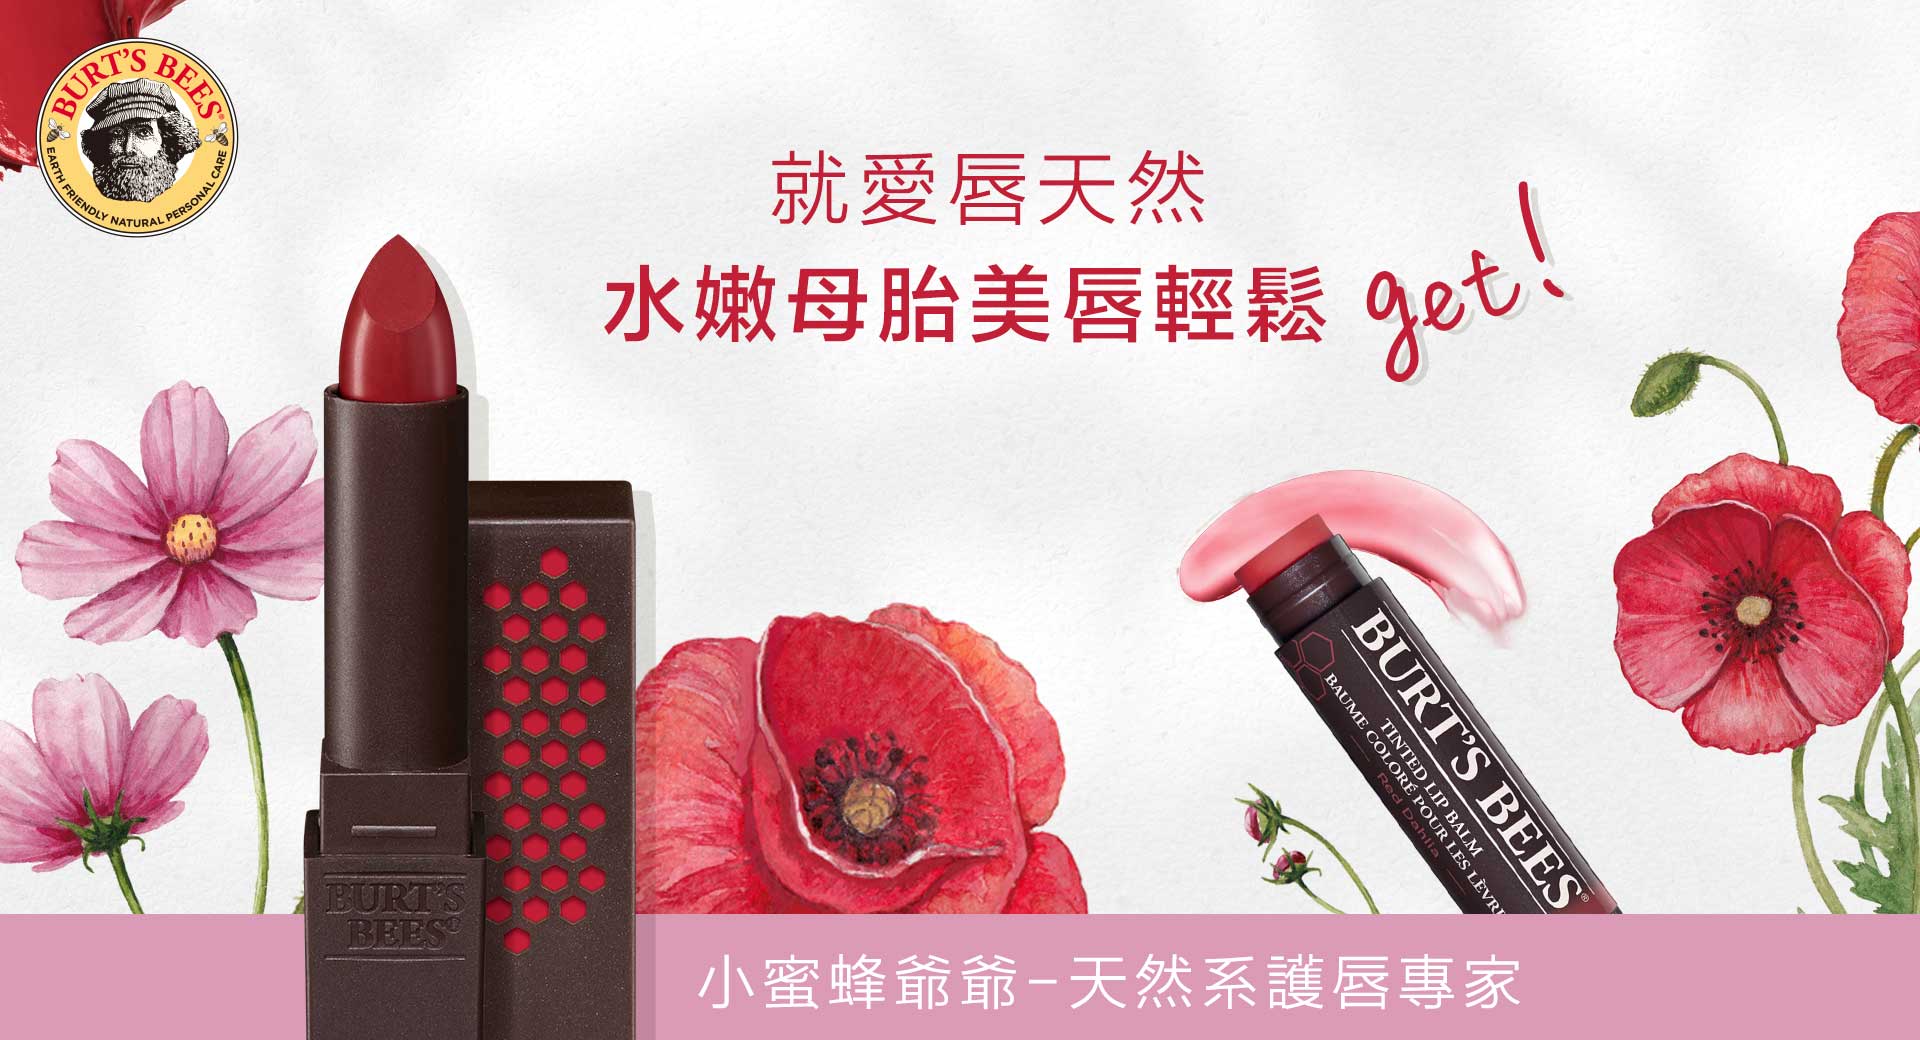 BURT'S BEES®
EARTH FRIENDLY NATURAL PERSONAL CARE
就愛唇天然
水嫩母胎美唇輕鬆 get!
BURT'S
BEES
BURT'S BEES®
TINTED LIP BALM
BAUME COLORÉ POUR LES LÈVR
Red Dahlia
小蜜蜂爺爺-天然系護唇專家